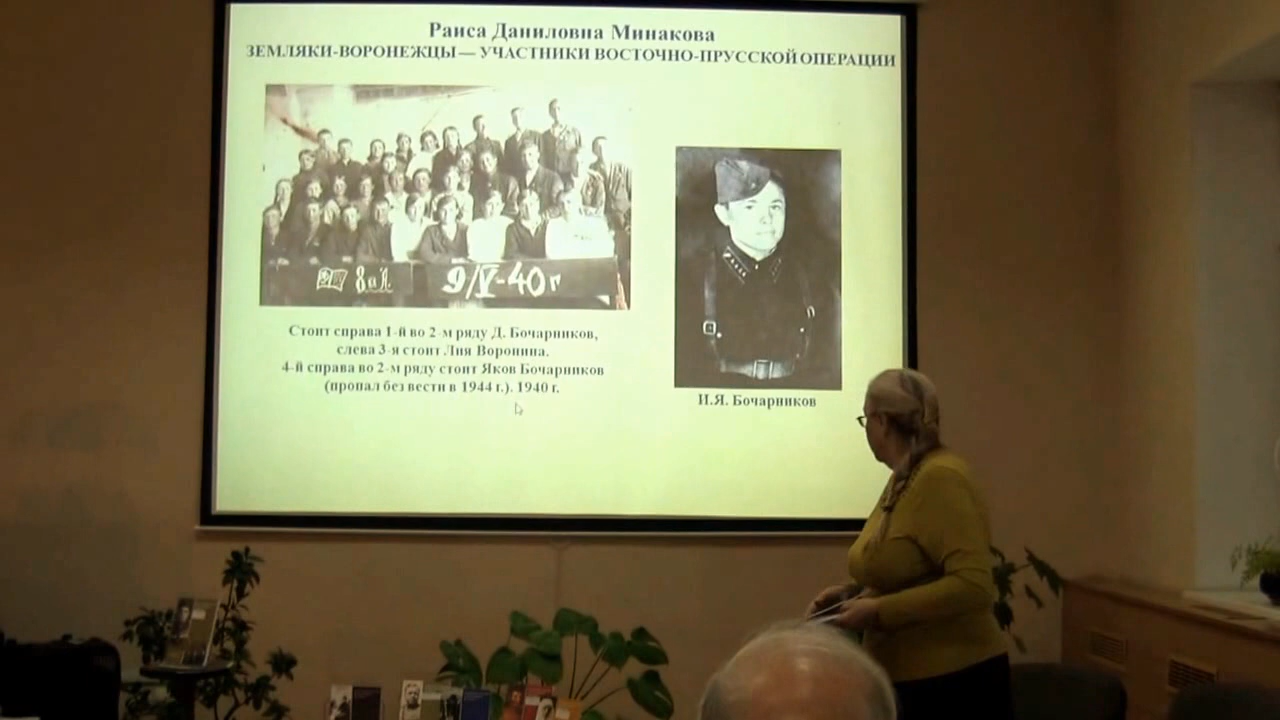 Раиса Даниловна Минакова
ЗЕМЛЯКИ-ВОРОНЕЖЦЫ — УЧАСТНИКИ ВОСТОЧНО-ПРУССКОЙ ОПЕРАЦИИ
8 "А".
9/V-40 г
Стоит справа 1-й во 2-м ряду Д. Бочарников,
слева 3-я стоит Лия Воронина.
4-й справа во 2-м ряду стоит Яков Бочарников
(пропал без вести в 1944 г.). 1940 г.
И.Я. Бочарников